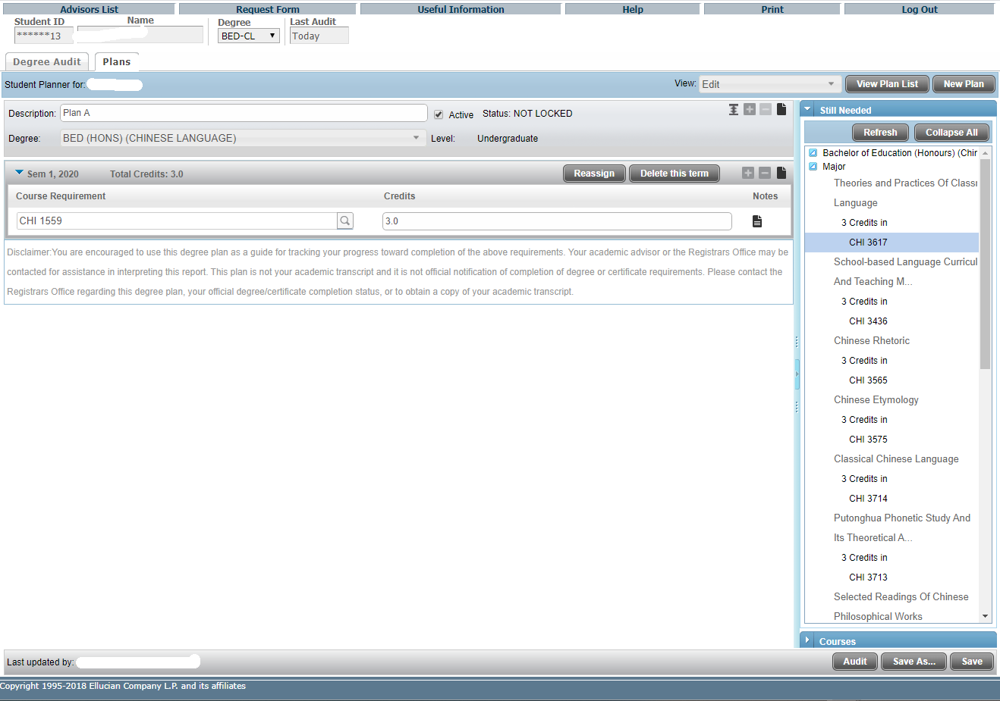 Advisors List Request Form Useful Information Help Print Log Out
Student ID Name Degree Last Audit
******13 BED-CL Today
Degree Audit Plans
Student Planner for: View: Edit View Plan List New Plan
Description: Plan A Active Status: NOT LOCKED
Degree: BED (HONS) (CHINESE LANGUAGE) Level: Undergraduate
Sem 1, 2020 Total Credits: 3.0 Reassign Delete this term
Course Requirement Credits Notes
CHI 1559 3.0
Disclaimer:You are encouraged to use this degree plan as a guide for tracking your progress toward completion of the above requirements. Your academic advisor or the Registrars Office may be
contacted for assistance in interpreting this report. This plan is not your academic transcript and it is not official notification of completion of degree or certificate requirements. Please contact the
Registrars Office regarding this degree plan, your official degree/certificate completion status, or to obtain a copy of your academic transcript.
Still Needed
Refresh Collapse All
Bachelor of Education (Honours) (Chir
Major
Theories and Practices Of Classr
Language
3 Credits in
CHI 3617
School-based Language Curricul
And Teaching M...
3 Credits in
CHI 3436
Chinese Rhetoric
3 Credits in
CHI 3565
Chinese Etymology
3 Credits in
CHI 3575
Classical Chinese Language
3 Credits in
CHI 3714
Putonghua Phonetic Study And
Its Theoretical A...
3 Credits in
CHI 3713
Selected Readings Of Chinese
Philosophical Works
Courses
Last updated by: Audit Save As... Save
Copyright 1995-2018 Ellucian Company L.P. and its affiliates